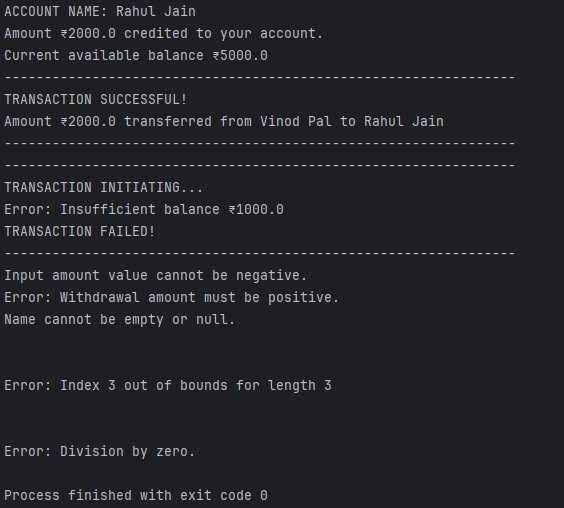 ACCOUNT NAME: Rahul Jain
Amount ₹2000.0 credited to your account.
Current available balance ₹5000.0
----------------------------------------------------------------
TRANSACTION SUCCESSFUL!
Amount ₹2000.0 transferred from Vinod Pal to Rahul Jain
----------------------------------------------------------------
----------------------------------------------------------------
TRANSACTION INITIATING...
Error: Insufficient balance ₹1000.0
TRANSACTION FAILED!
----------------------------------------------------------------
Input amount value cannot be negative.
Error: Withdrawal amount must be positive.
Name cannot be empty or null.
Error: Index 3 out of bounds for length 3
Error: Division by zero.
Process finished with exit code 0